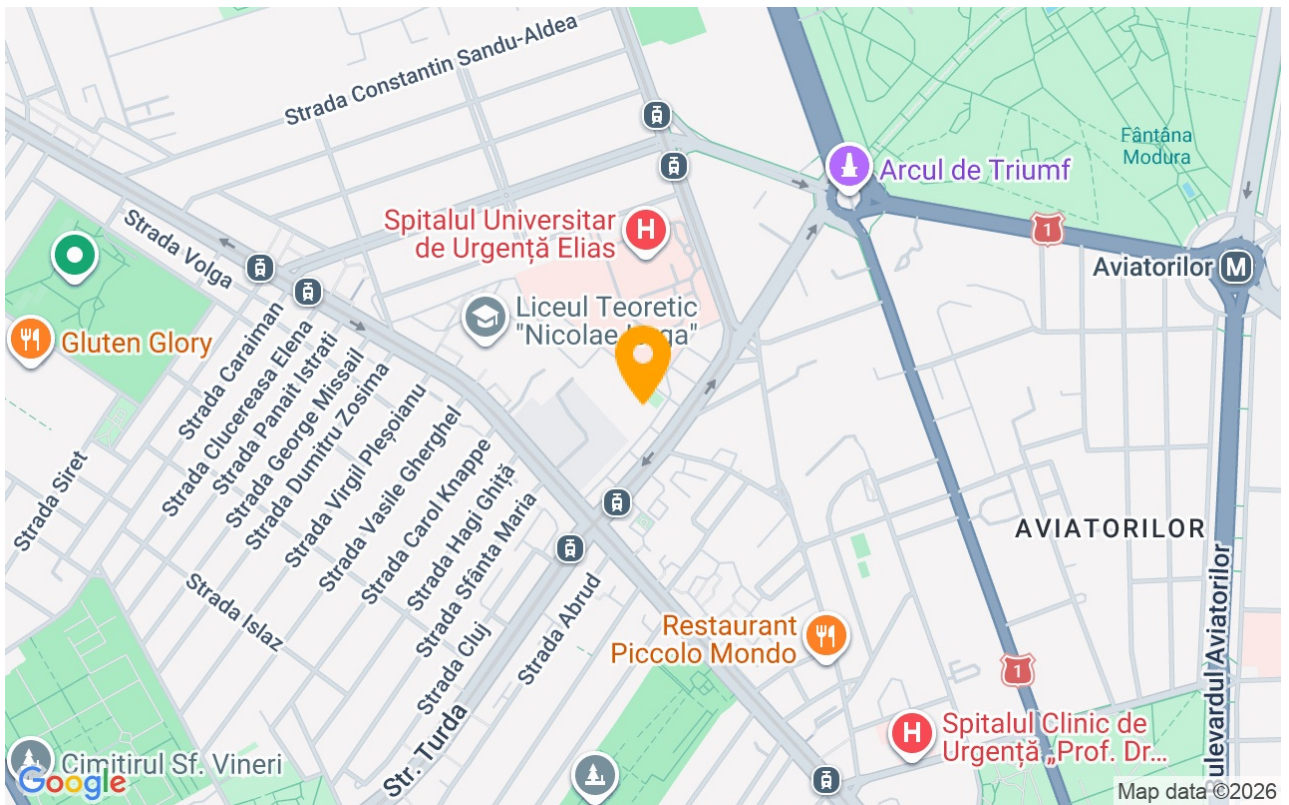 Strada Constantin Sandu-Aldea
Fântâna
Modura
Arcul de Triumf
1
Spitalul Universitar
de Urgență Elias
H
Strada Volga
Aviatorilor M
Liceul Teoretic
"Nicolae Iorga"
Gluten Glory
Strada Caraiman
Strada Clucereasa Elena
Strada Panait Istrati
Strada George Missail
Strada Dumitru Zosima
Strada Virgil Pleșoianu
Strada Vasile Gherghel
Strada Carol Knappe
Strada Hagi Ghiță
Strada Sfânta Maria
Strada Siret
Strada Islaz
Strada Cluj
Strada Abrud
Str. Turda
AVIATORILOR
Bulevardul Aviatorilor
Restaurant
Piccolo Mondo
1
H
Spitalul Clinic de
Urgență „Prof. Dr...
Cimitirul Sf. Vineri
Google
Map data ©2026